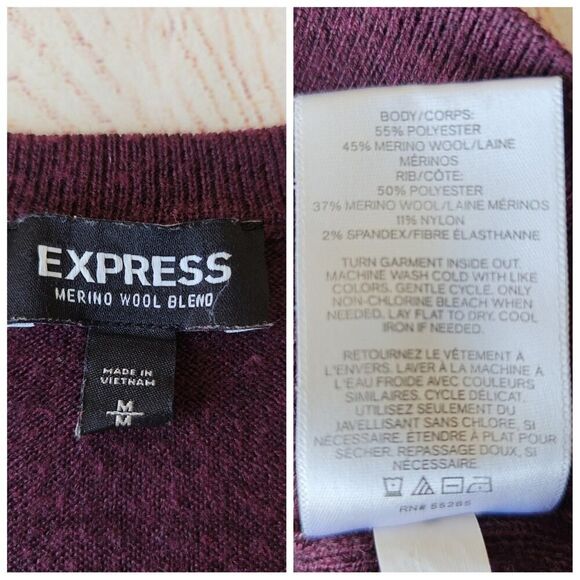 EXPRESS
MERINO WOOL BLEND
MADE IN
VIETNAM
M
M
BODY/CORPS:
55% POLYESTER
45% MERINO WOOL/LAINE
MÉRINOS
RIB/CÔTE:
50% POLYESTER
37% MERINO WOOL/LAINE MÉRINOS
11% NYLON
2% SPANDEX/FIBRE ÉLASTHANNE
TURN GARMENT INSIDE OUT.
MACHINE WASH COLD WITH LIKE
COLORS. GENTLE CYCLE. ONLY
NON-CHLORINE BLEACH WHEN
NEEDED. LAY FLAT TO DRY. COOL
IRON IF NEEDED.
RETOURNEZ LE VÊTEMENT À
L'ENVERS. LAVER À LA MACHINE À
L'EAU FROIDE AVEC COULEURS
SIMILAIRES. CYCLE DÉLICAT.
UTILISEZ SEULEMENT DU
JAVELLISANT SANS CHLORE, SI
NÉCESSAIRE. ÉTENDRE À PLAT POUR
SÉCHER. REPASSAGE DOUX, SI
NÉCESSAIRE.
RN# 55285